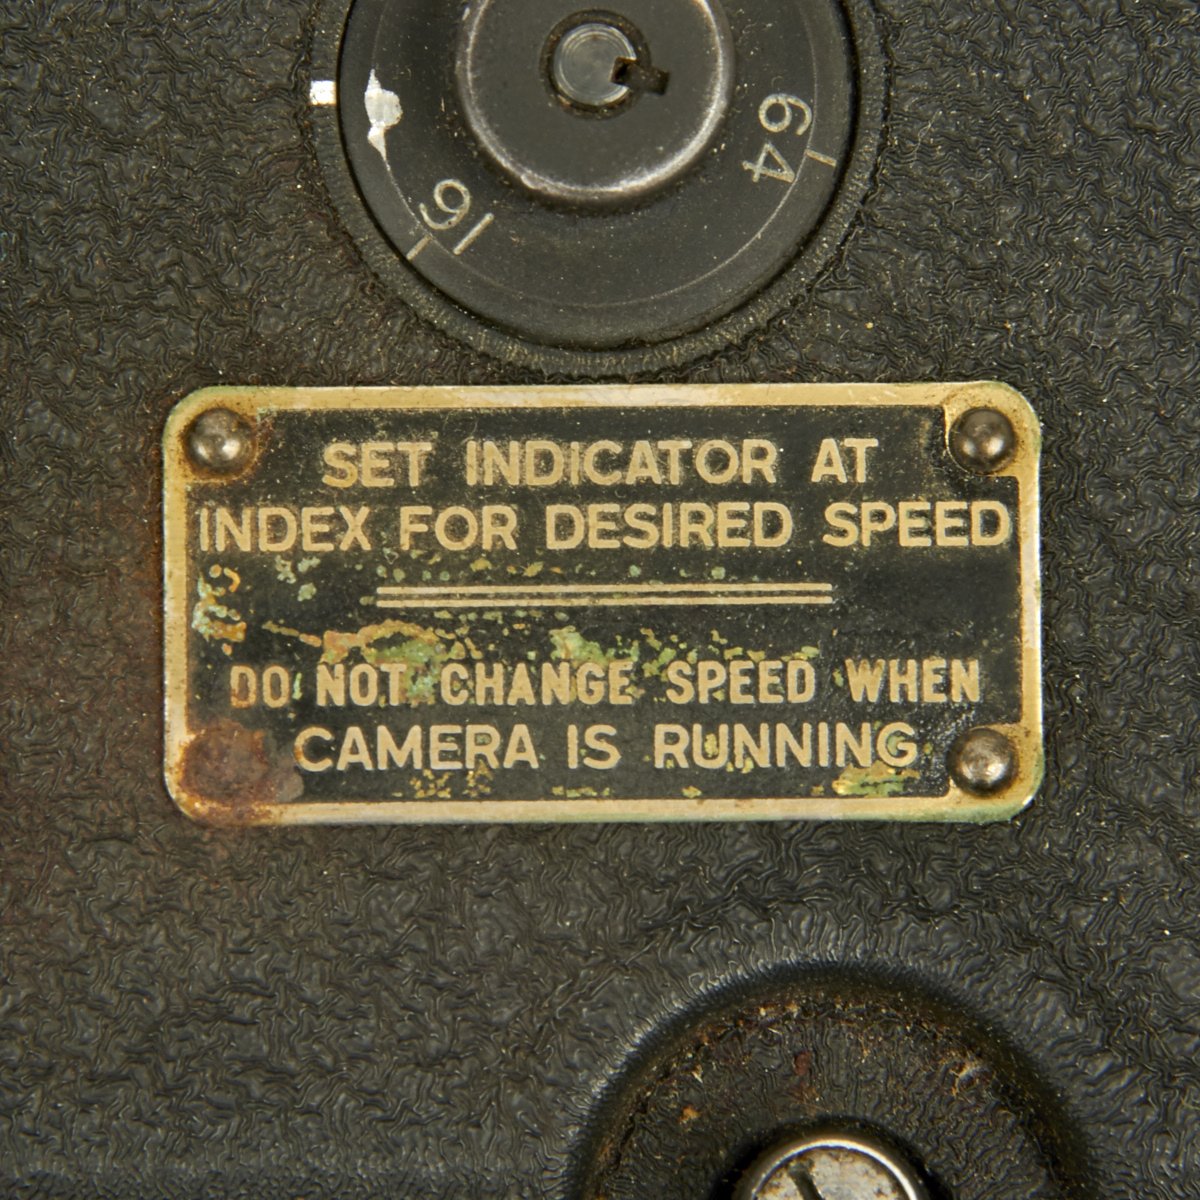 16
64
SET INDICATOR AT
INDEX FOR DESIRED SPEED
DO NOT CHANGE SPEED WHEN
CAMERA IS RUNNING